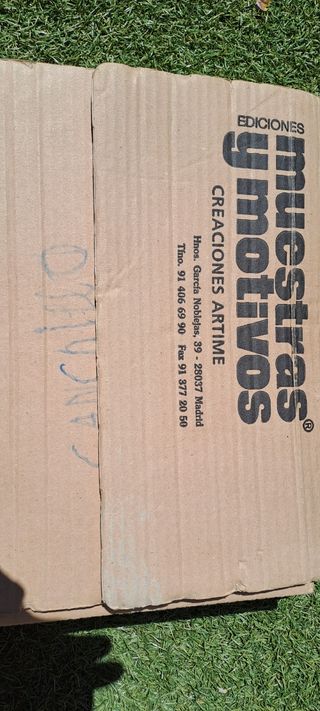 EDICIONES
muestras
y motivos®
CREACIONES ARTIME
Hnos. García Noblejas, 39 - 28037 Madrid
Tfno. 91 406 69 90 Fax 91 377 20 50